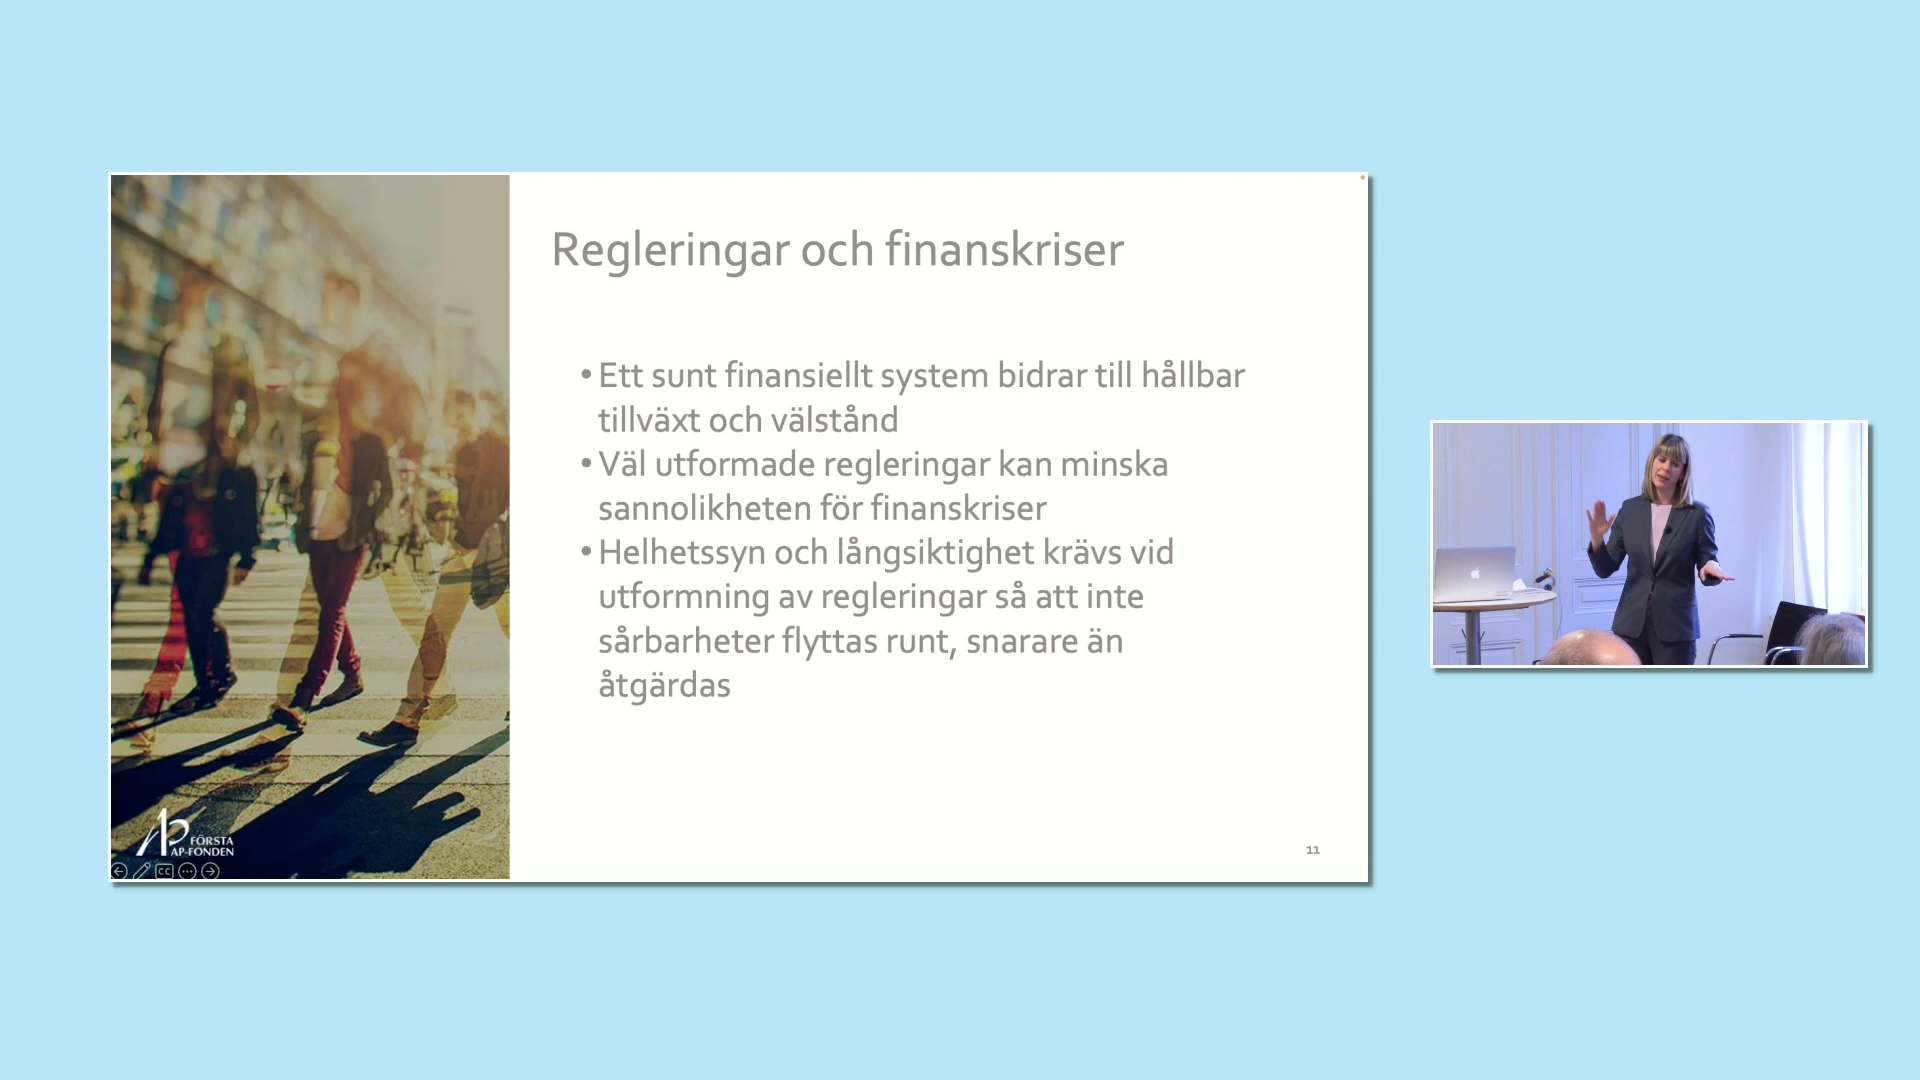 Regleringar och finanskriser
• Ett sunt finansiellt system bidrar till hållbar
tillväxt och välstånd
• Väl utformade regleringar kan minska
sannolikheten för finanskriser
• Helhetssyn och långsiktighet krävs vid
utformning av regleringar så att inte
sårbarheter flyttas runt, snarare än
åtgärdas
AP FÖRSTA
AP-FONDEN
CC
11